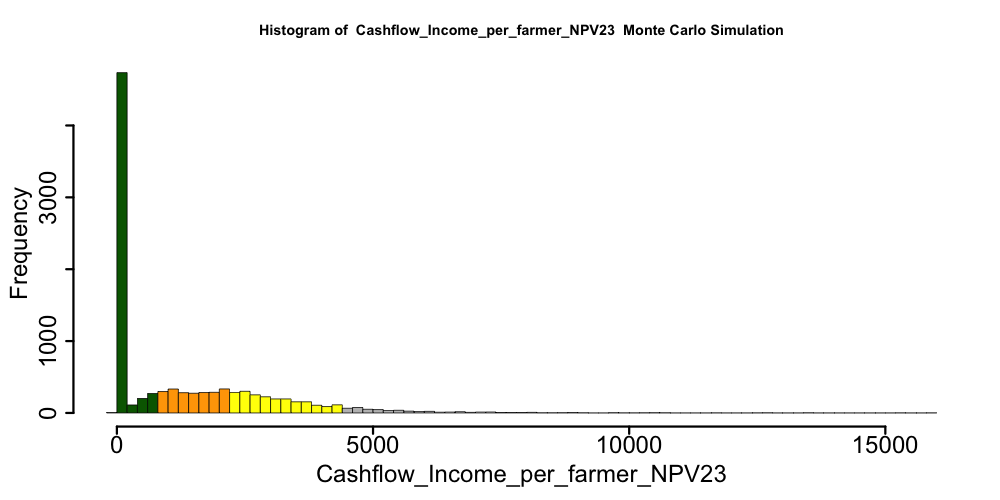 Histogram of  Cashflow_Income_per_farmer_NPV23  Monte Carlo Simulation
Frequency
3000
1000
0
0 5000 10000 15000
Cashflow_Income_per_farmer_NPV23